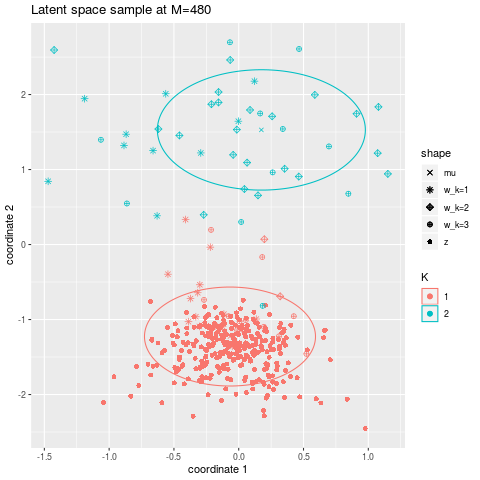 Latent space sample at M=480
coordinate 2
2
1
0
-1
-2
-1.5
-1.0
-0.5
0.0
0.5
1.0
coordinate 1
shape
mu
w_k=1
w_k=2
w_k=3
z
K
1
2